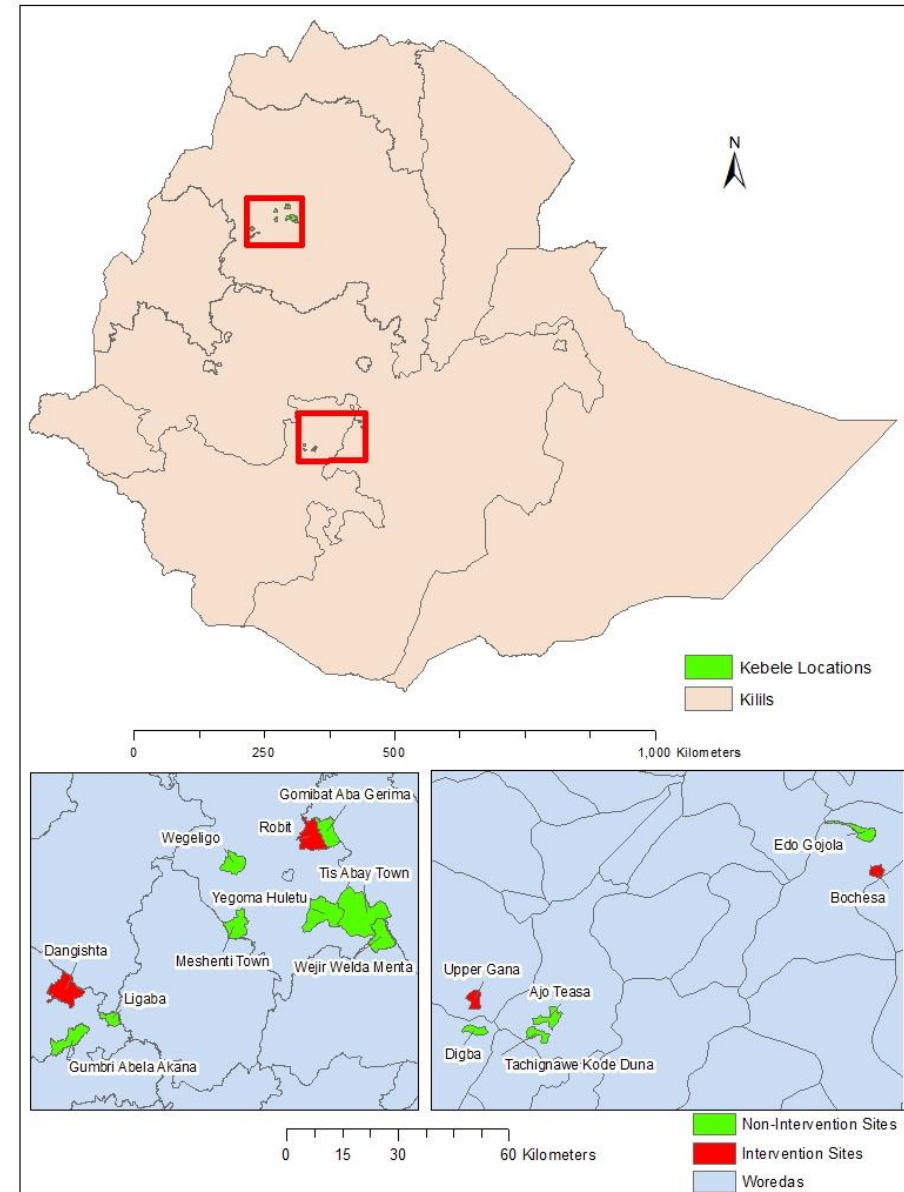 N
Kebele Locations
Kilils
0 250 500 1,000 Kilometers
Gomibat Aba Gerima
Robit
Wegeligo
Tis Abay Town
Yegoma Huletu
Meshenti Town
Wejir Welda Menta
Dangishta
Ligaba
Gumbri Abela Akana
Edo Gojola
Bochesa
Upper Gana
Ajo Teasa
Digba
Tachignawe Kode Duna
0 15 30 60 Kilometers
Non-Intervention Sites
Intervention Sites
Woredas